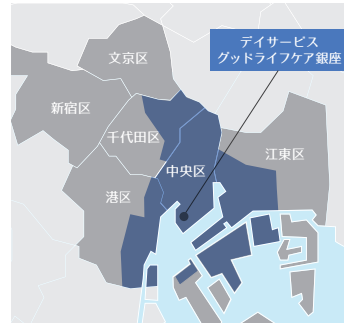 デイサービス
グッドライフケア銀座
文京区
新宿区
千代田区
江東区
中央区
港区